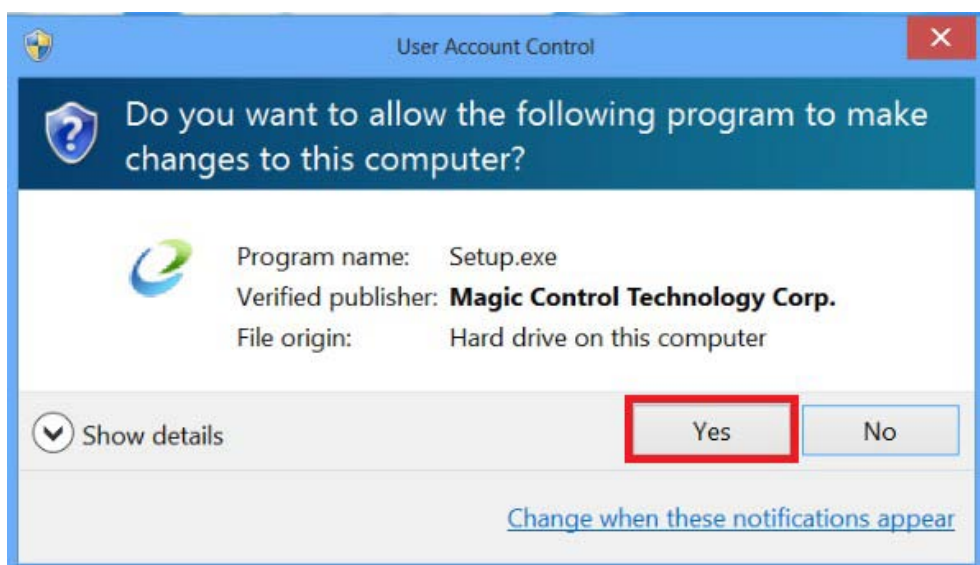 User Account Control
Do you want to allow the following program to make
changes to this computer?
Program name: Setup.exe
Verified publisher: Magic Control Technology Corp.
File origin: Hard drive on this computer
Show details
Yes
No
Change when these notifications appear